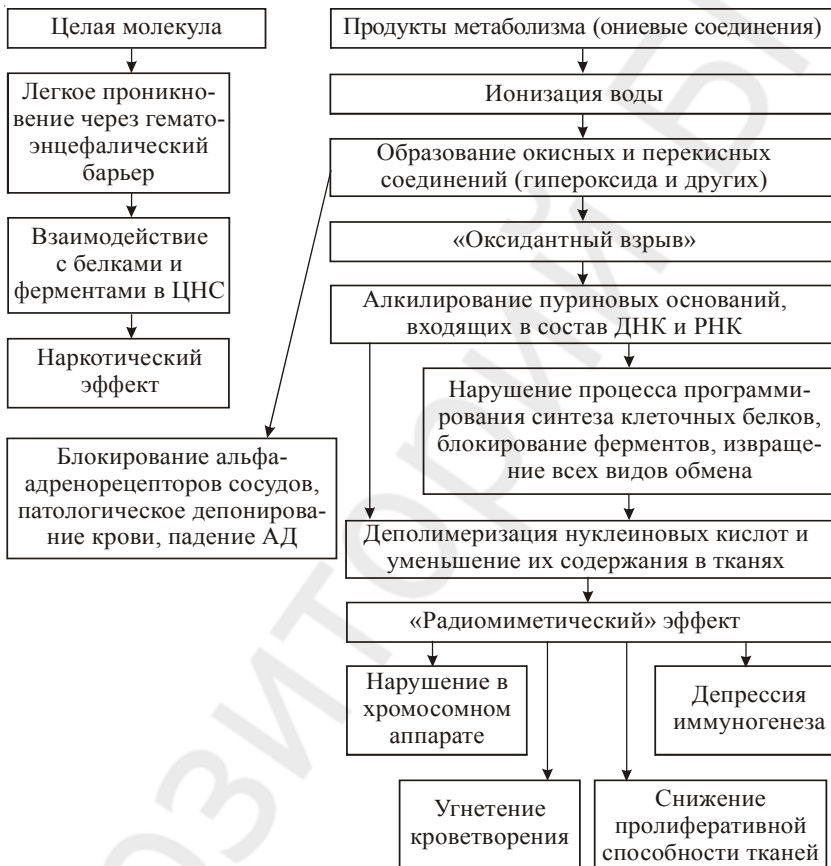 Целая молекула
Легкое проникно-
вение через гемато-
энцефалический
барьер
Взаимодействие
с белками и
ферментами в ЦНС
Наркотический
эффект
Продукты метаболизма (ониевые соединения)
Ионизация воды
Образование окисных и перекисных
соединений (гипероксида и других)
«Оксидантный взрыв»
Алкилирование пуриновых оснований,
входящих в состав ДНК и РНК
Нарушение процесса программи-
рования синтеза клеточных белков,
блокирование ферментов, извраще-
ние всех видов обмена
Блокирование альфа-
адренорецепторов сосудов,
патологическое депонирова-
ние крови, падение АД
Деполимеризация нуклеиновых кислот и
уменьшение их содержания в тканях
«Радиомиметический» эффект
Нарушение в
хромосомном
аппарате
Депрессия
иммуногенеза
Угнетение
кроветворения
Снижение
пролиферативной
способности тканей